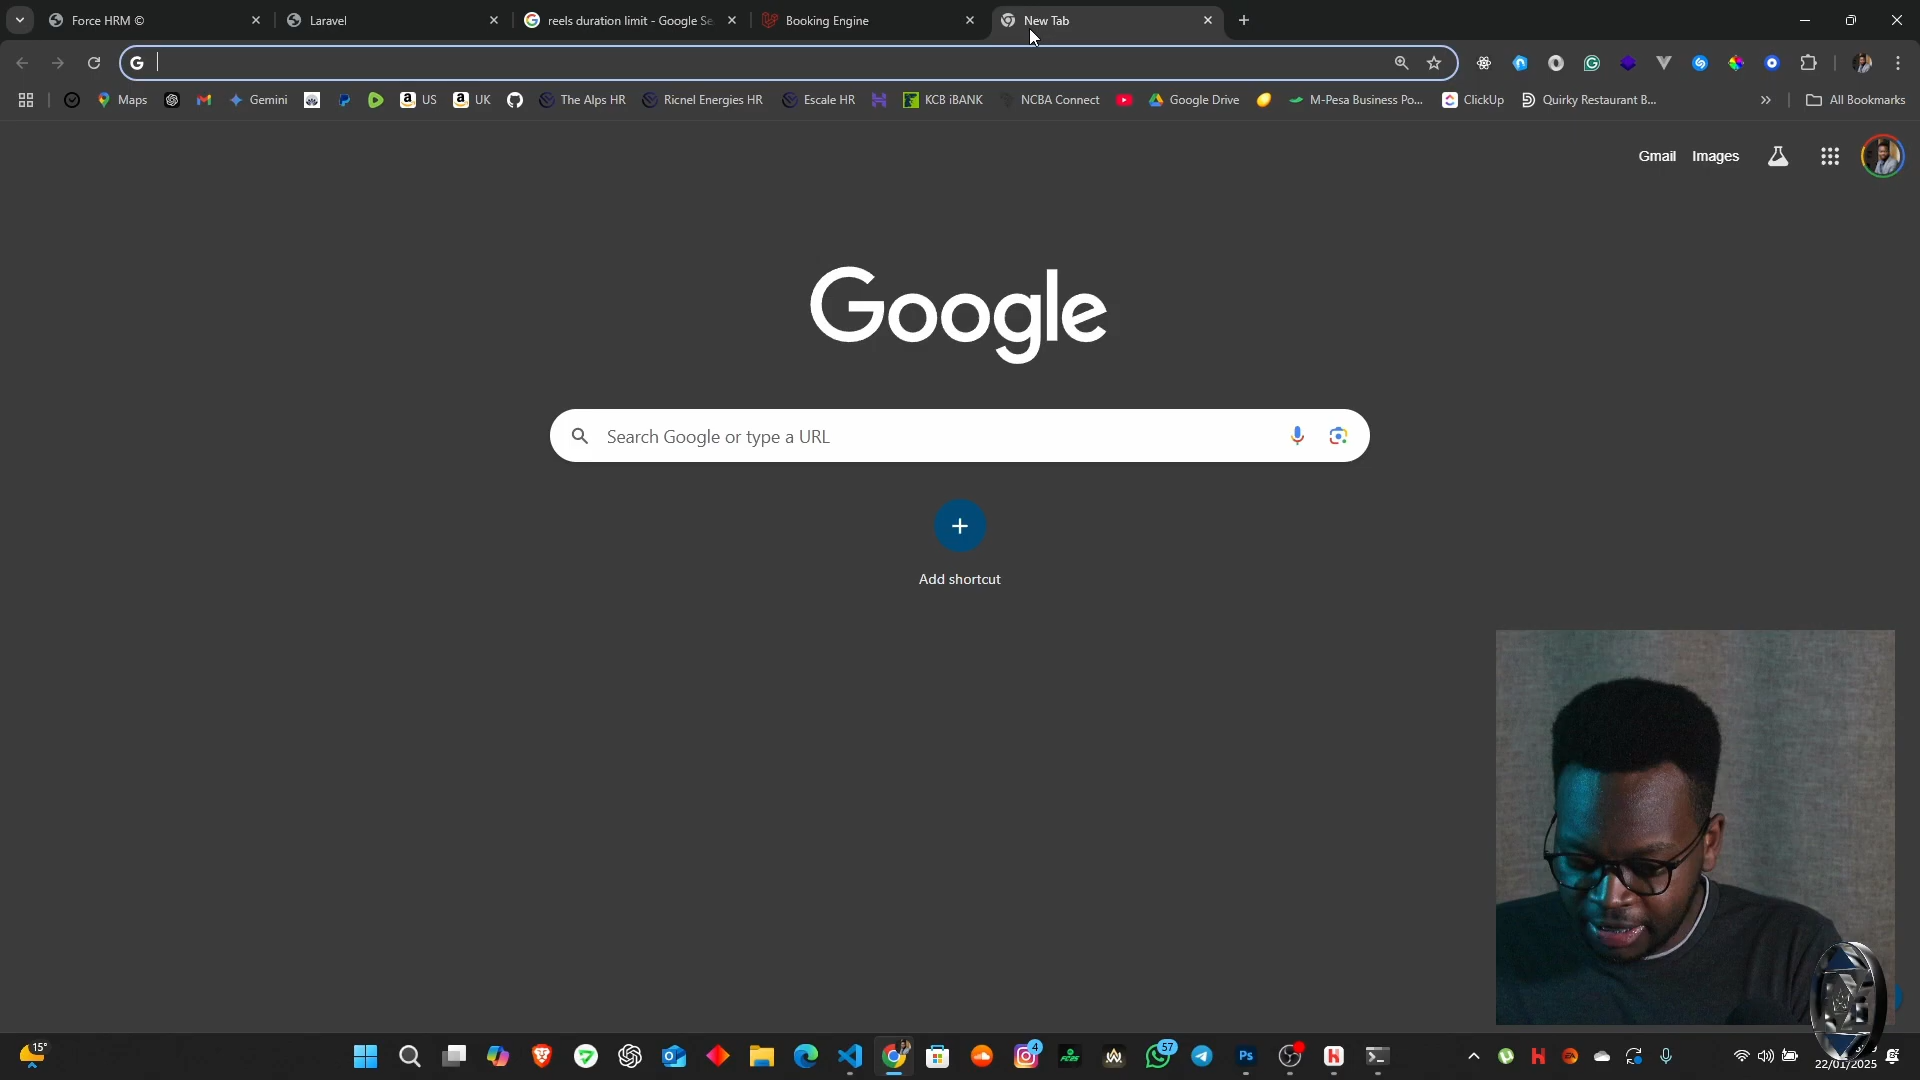 Force HRM ©
Laravel
reels duration limit - Google Se
Booking Engine
New Tab
Maps
Gemini
US
UK
The Alps HR
Ricnel Energies HR
Escale HR
KCB iBANK
NCBA Connect
Google Drive
M-Pesa Business Po...
ClickUp
Quirky Restaurant B...
All Bookmarks
Gmail
Images
Google
Search Google or type a URL
Add shortcut
15°
4
57
Ps
22/01/2025